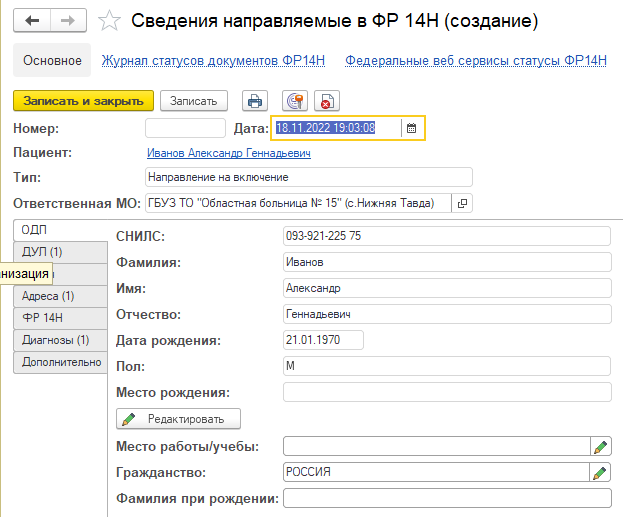 Сведения направляемые в ФР 14Н (создание)
Основное Журнал статусов документов ФР14Н Федеральные веб сервисы статусы ФР14Н
Записать и закрыть Записать
Номер: Дата: 18.11.2022 19:03:08
Пациент: Иванов Александр Геннадьевич
Тип: Направление на включение
Ответственная МО: ГБУЗ ТО "Областная больница № 15" (с.Нижняя Тавда)
ОДП
ДУЛ (1)
низация
Адреса (1)
ФР 14Н
Диагнозы (1)
Дополнительно
СНИЛС: 093-921-225 75
Фамилия: Иванов
Имя: Александр
Отчество: Геннадьевич
Дата рождения: 21.01.1970
Пол: М
Место рождения:
Редактировать
Место работы/учебы:
Гражданство: РОССИЯ
Фамилия при рождении: